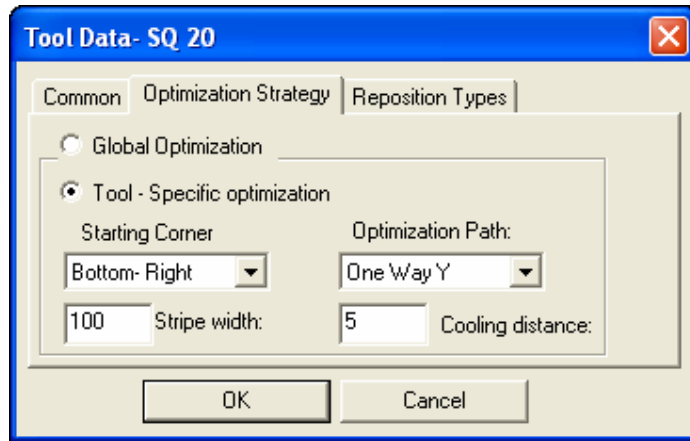 Tool Data- SQ 20
Common Optimization Strategy Reposition Types
Global Optimization
Tool - Specific optimization
Starting Corner Optimization Path:
Bottom- Right One Way Y
100 Stripe width: 5 Cooling distance:
OK Cancel